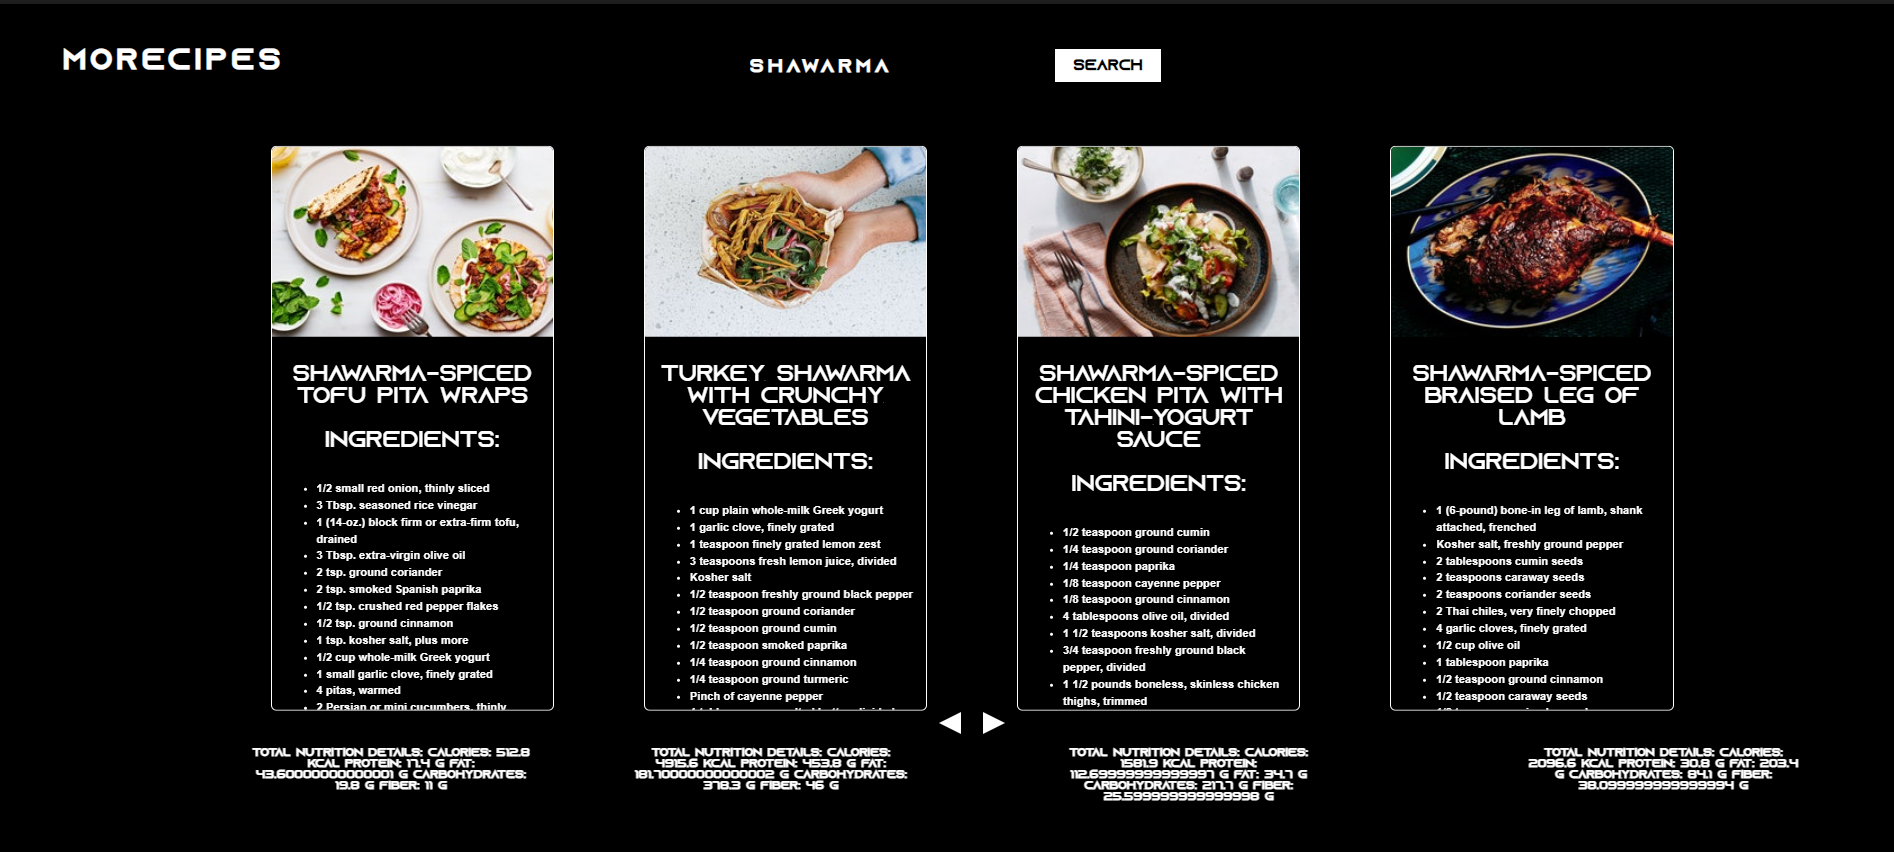 MORECIPES
SHAWARMA
SEARCH
SHAWARMA-SPICED
TOFU PITA WRAPS
INGREDIENTS:
1/2 small red onion, thinly sliced
3 Tbsp. seasoned rice vinegar
1 (14-oz.) block firm or extra-firm tofu,
drained
3 Tbsp. extra-virgin olive oil
2 tsp. ground coriander
2 tsp. smoked Spanish paprika
1/2 tsp. crushed red pepper flakes
1/2 tsp. ground cinnamon
1 tsp. kosher salt, plus more
1/2 cup whole-milk Greek yogurt
1 small garlic clove, finely grated
4 pitas, warmed
2 Persian or mini cucumbers, thinly
TURKEY SHAWARMA
WITH CRUNCHY
VEGETABLES
INGREDIENTS:
1 cup plain whole-milk Greek yogurt
1 garlic clove, finely grated
1 teaspoon finely grated lemon zest
3 teaspoons fresh lemon juice, divided
Kosher salt
1/2 teaspoon freshly ground black pepper
1/2 teaspoon ground coriander
1/2 teaspoon ground cumin
1/2 teaspoon smoked paprika
1/4 teaspoon ground cinnamon
1/4 teaspoon ground turmeric
Pinch of cayenne pepper
SHAWARMA-SPICED
CHICKEN PITA WITH
TAHINI-YOGURT
SAUCE
INGREDIENTS:
1/2 teaspoon ground cumin
1/4 teaspoon ground coriander
1/4 teaspoon paprika
1/8 teaspoon cayenne pepper
1/8 teaspoon ground cinnamon
4 tablespoons olive oil, divided
1 1/2 teaspoons kosher salt, divided
3/4 teaspoon freshly ground black
pepper, divided
1 1/2 pounds boneless, skinless chicken
thighs, trimmed
SHAWARMA-SPICED
BRAISED LEG OF
LAMB
INGREDIENTS:
1 (6-pound) bone-in leg of lamb, shank
attached, frenched
Kosher salt, freshly ground pepper
2 tablespoons cumin seeds
2 teaspoons caraway seeds
2 teaspoons coriander seeds
2 Thai chiles, very finely chopped
4 garlic cloves, finely grated
1/2 cup olive oil
1 tablespoon paprika
1/2 teaspoon ground cinnamon
1/2 teaspoon caraway seeds
TOTAL NUTRITION DETAILS: CALORIES: 512.8
KCAL PROTEIN: 17.4 G FAT:
43.60000000000001 G CARBOHYDRATES:
19.8 G FIBER: 11 G
TOTAL NUTRITION DETAILS: CALORIES:
4915.6 KCAL PROTEIN: 453.8 G FAT:
181.70000000000002 G CARBOHYDRATES:
378.3 G FIBER: 46 G
TOTAL NUTRITION DETAILS: CALORIES:
1581.9 KCAL PROTEIN:
112.69999999999997 G FAT: 34.7 G
CARBOHYDRATES: 217.7 G FIBER:
25.599999999999998 G
TOTAL NUTRITION DETAILS: CALORIES:
2096.6 KCAL PROTEIN: 30.8 G FAT: 203.4
G CARBOHYDRATES: 84.1 G FIBER:
38.099999999999994 G